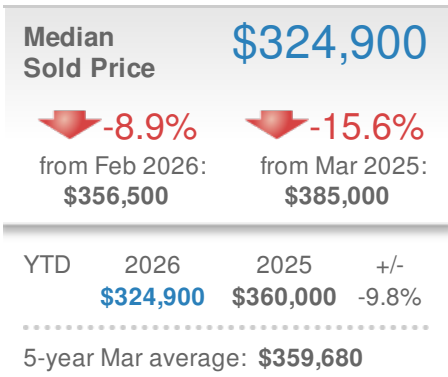 Median
Sold Price
$324,900
-8.9%
from Feb 2026:
$356,500
-15.6%
from Mar 2025:
$385,000
YTD 2026 2025 +/-
$324,900 $360,000 -9.8%
5-year Mar average: $359,680